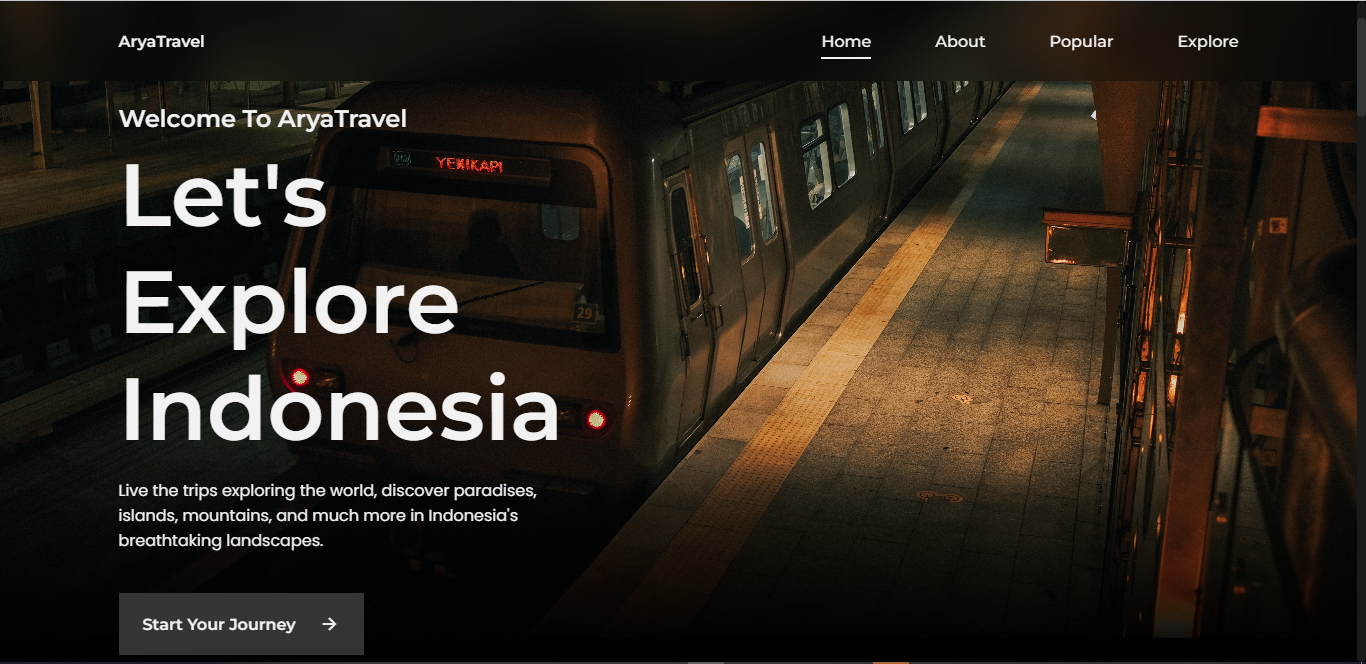 AryaTravel
Home
About
Popular
Explore
Welcome To AryaTravel
YENIKAPI
Let's
Explore
29
Indonesia
Live the trips exploring the world, discover paradises,
islands, mountains, and much more in Indonesia's
breathtaking landscapes.
Start Your Journey